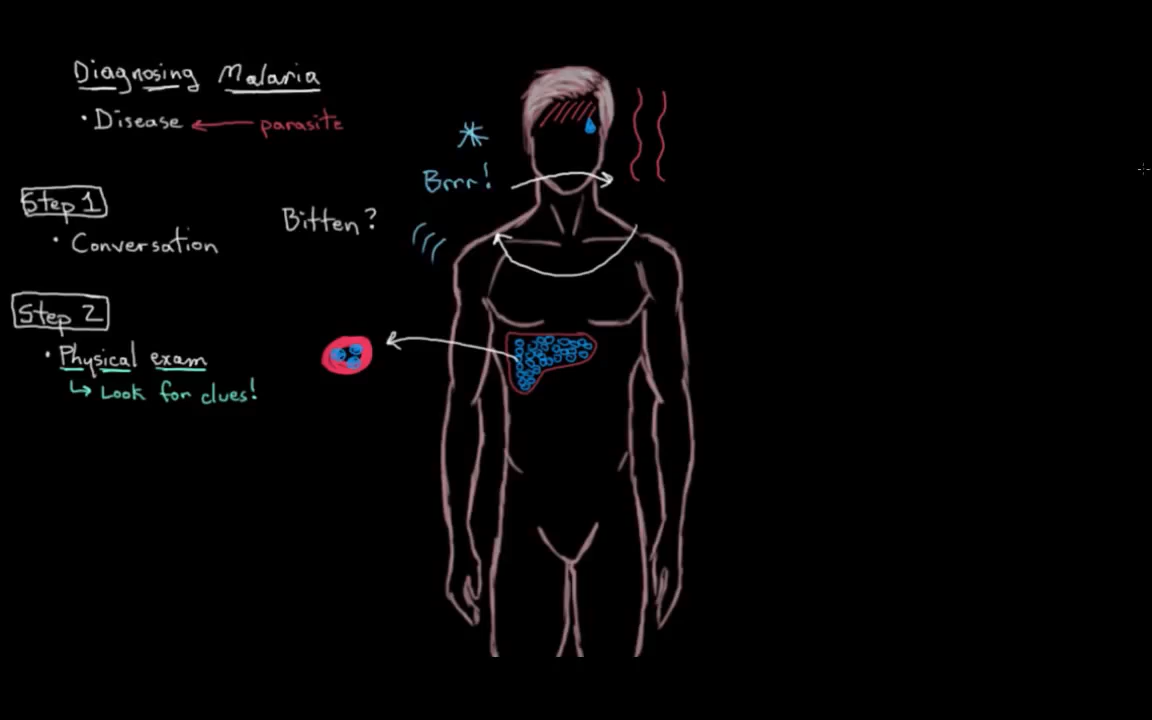 Diagnosing Malaria
• Disease ← parasite
Step 1
• Conversation
Bitten?
Brrr!
Step 2
• Physical exam
↳ Look for clues!